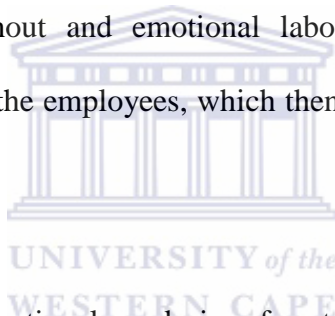 nout and emotional labo
the employees, which then
UNIVERSITY of the
WESTERN CAPE